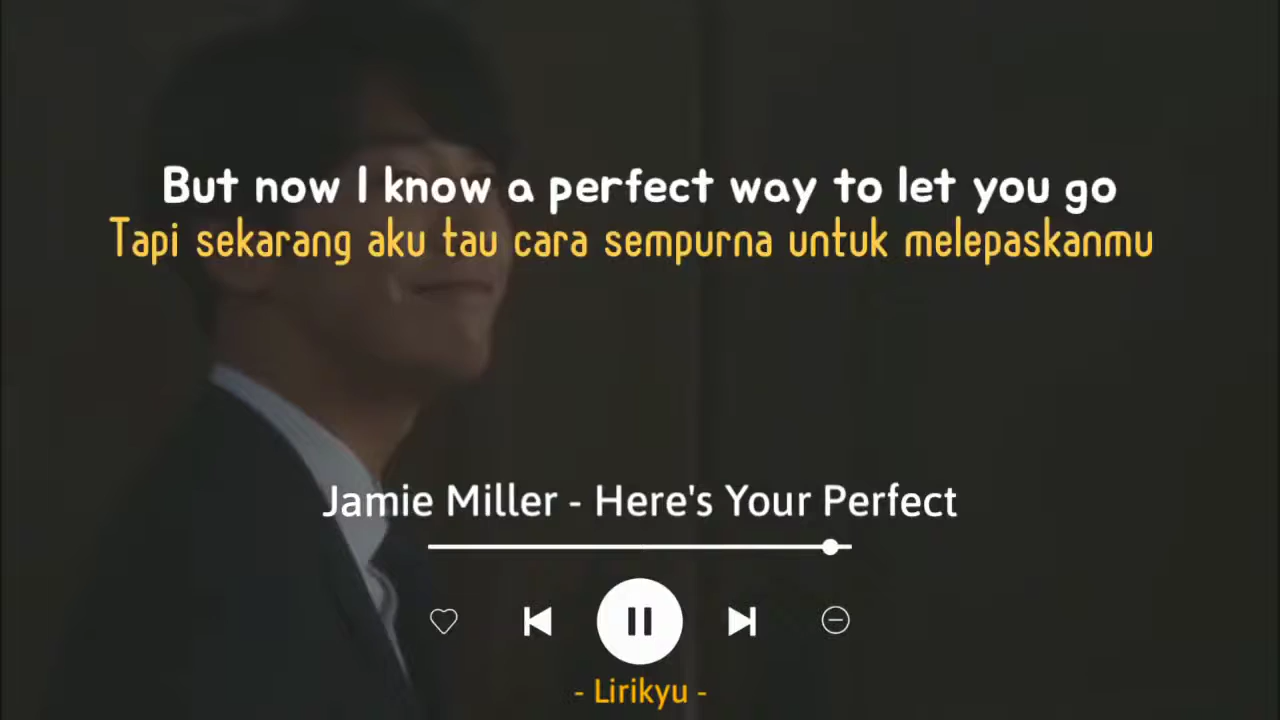 But now I know a perfect way to let you go
Tapi sekarang aku tau cara sempurna untuk melepaskanmu
Jamie Miller - Here's Your Perfect
- Lirikyu -